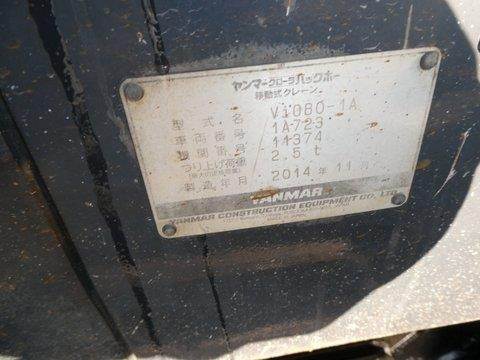 ヤンマークローラバックホー
移動式クレーン
型式名 ViO80-1A
車両番号 1A723
機関番号 11374
つり上げ荷重 2.5t
製造年月 2014年11月
YANMAR
YANMAR CONSTRUCTION EQUIPMENT CO., LTD.